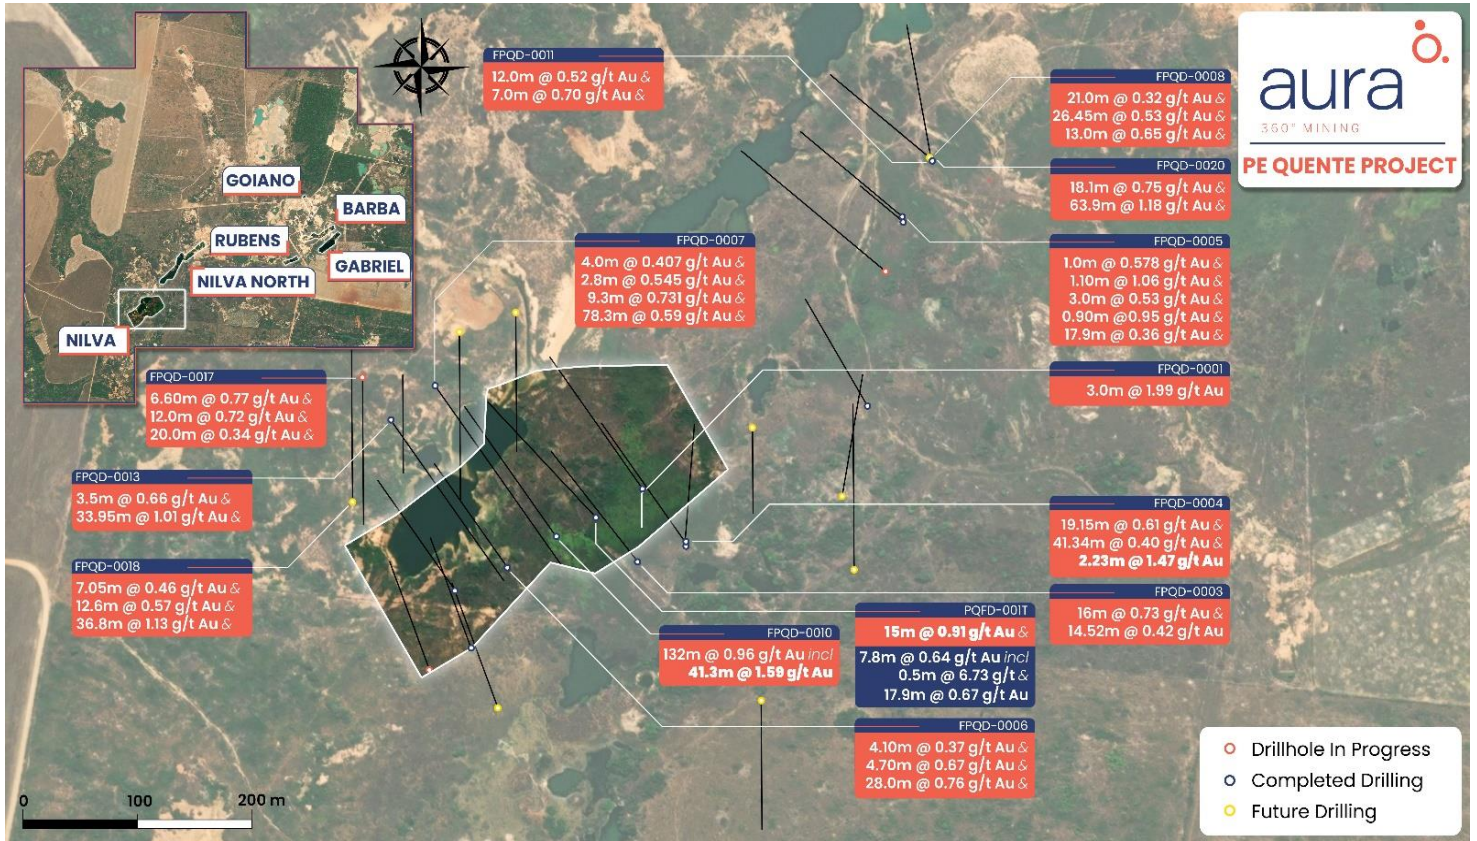 FPQD-0011
12.0m @ 0.52 g/t Au &
7.0m @ 0.70 g/t Au &
FPQD-0008
21.0m @ 0.32 g/t Au &
26.45m @ 0.53 g/t Au &
13.0m @ 0.65 g/t Au &
aura
360° MINING
PE QUENTE PROJECT
FPQD-0020
18.1m @ 0.75 g/t Au &
63.9m @ 1.18 g/t Au &
GOIANO
BARBA
RUBENS
GABRIEL
NILVA NORTH
NILVA
FPQD-0007
4.0m @ 0.407 g/t Au &
2.8m @ 0.545 g/t Au &
9.3m @ 0.731 g/t Au &
78.3m @ 0.59 g/t Au &
FPQD-0005
1.0m @ 0.578 g/t Au &
1.10m @ 1.06 g/t Au &
3.0m @ 0.53 g/t Au &
0.90m @0.95 g/t Au &
17.9m @ 0.36 g/t Au &
FPQD-0017
6.60m @ 0.77 g/t Au &
12.0m @ 0.72 g/t Au &
20.0m @ 0.34 g/t Au &
FPQD-0001
3.0m @ 1.99 g/t Au
FPQD-0013
3.5m @ 0.66 g/t Au &
33.95m @ 1.01 g/t Au &
FPQD-0004
19.15m @ 0.61 g/t Au &
41.34m @ 0.40 g/t Au &
2.23m @ 1.47 g/t Au
FPQD-0018
7.05m @ 0.46 g/t Au &
12.6m @ 0.57 g/t Au &
36.8m @ 1.13 g/t Au &
FPQD-0003
16m @ 0.73 g/t Au &
14.52m @ 0.42 g/t Au
FPQD-0010
132m @ 0.96 g/t Au incl
41.3m @ 1.59 g/t Au
PQFD-001T
15m @ 0.91 g/t Au &
7.8m @ 0.64 g/t Au incl
0.5m @ 6.73 g/t &
17.9m @ 0.67 g/t Au
FPQD-0006
4.10m @ 0.37 g/t Au &
4.70m @ 0.67 g/t Au &
28.0m @ 0.76 g/t Au &
Drillhole In Progress
Completed Drilling
Future Drilling
0 100 200 m